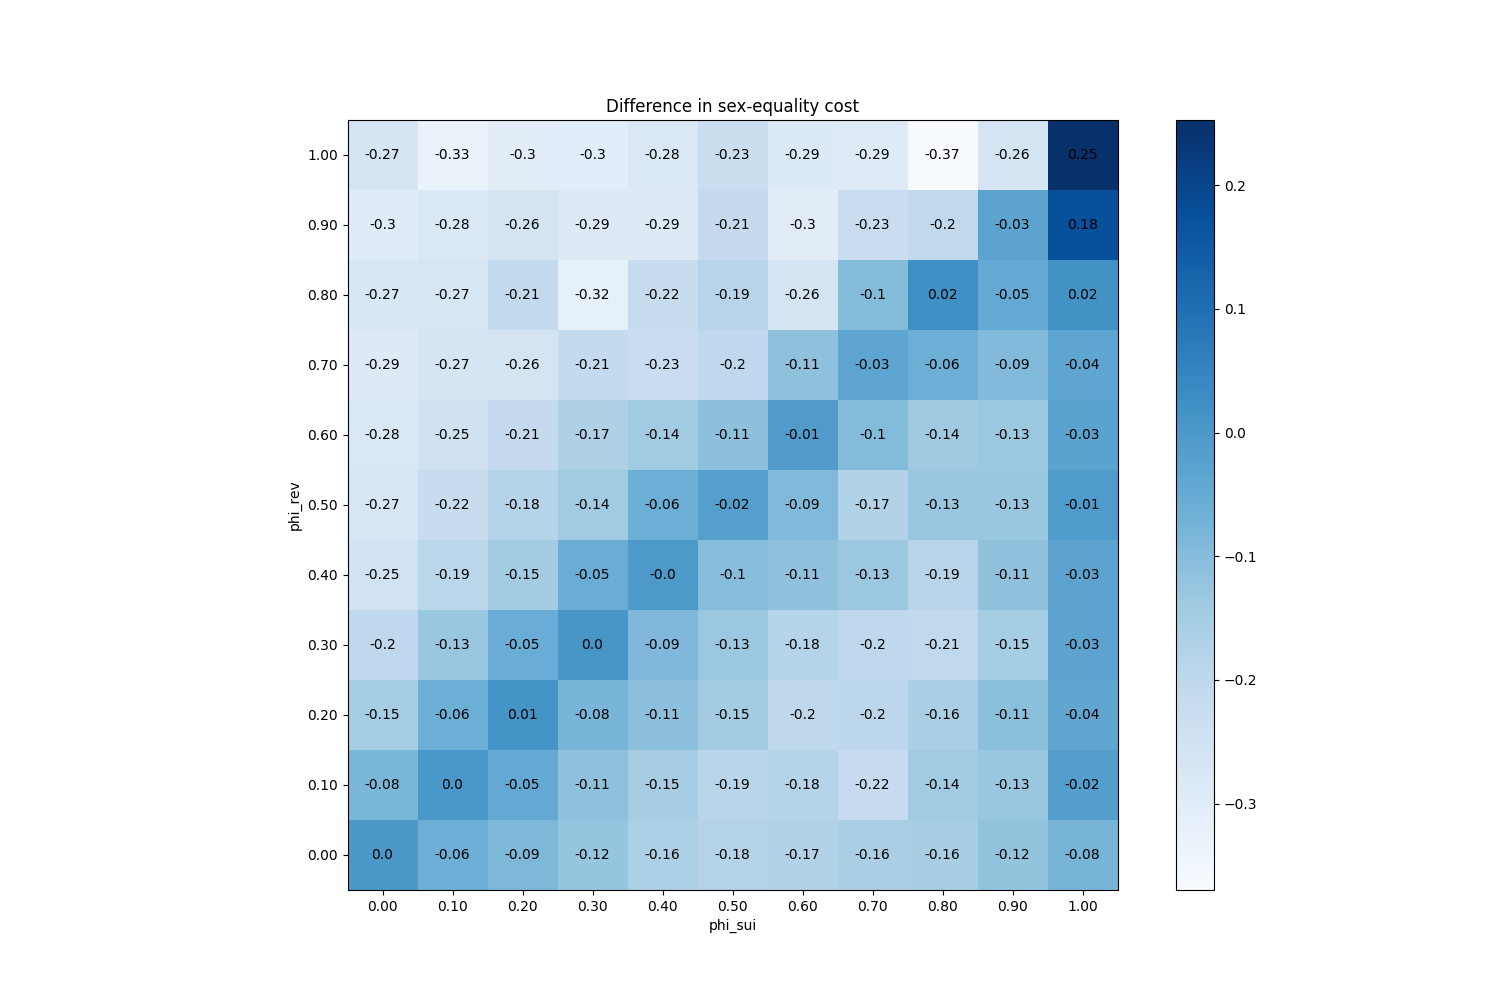 Difference in sex-equality cost
1.00 -0.27 -0.33 -0.3 -0.3 -0.28 -0.23 -0.29 -0.29 -0.37 -0.26 0.25
0.90 -0.3 -0.28 -0.26 -0.29 -0.29 -0.21 -0.3 -0.23 -0.2 -0.03 0.18
0.80 -0.27 -0.27 -0.21 -0.32 -0.22 -0.19 -0.26 -0.1 0.02 -0.05 0.02
0.70 -0.29 -0.27 -0.26 -0.21 -0.23 -0.2 -0.11 -0.03 -0.06 -0.09 -0.04
0.60 -0.28 -0.25 -0.21 -0.17 -0.14 -0.11 -0.01 -0.1 -0.14 -0.13 -0.03
0.50 -0.27 -0.22 -0.18 -0.14 -0.06 -0.02 -0.09 -0.17 -0.13 -0.13 -0.01
0.40 -0.25 -0.19 -0.15 -0.05 -0.0 -0.1 -0.11 -0.13 -0.19 -0.11 -0.03
0.30 -0.2 -0.13 -0.05 0.0 -0.09 -0.13 -0.18 -0.2 -0.21 -0.15 -0.03
0.20 -0.15 -0.06 0.01 -0.08 -0.11 -0.15 -0.2 -0.2 -0.16 -0.11 -0.04
0.10 -0.08 0.0 -0.05 -0.11 -0.15 -0.19 -0.18 -0.22 -0.14 -0.13 -0.02
0.00 0.0 -0.06 -0.09 -0.12 -0.16 -0.18 -0.17 -0.16 -0.16 -0.12 -0.08
0.00 0.10 0.20 0.30 0.40 0.50 0.60 0.70 0.80 0.90 1.00
phi_sui
phi_rev
0.2
0.1
0.0
−0.1
−0.2
−0.3